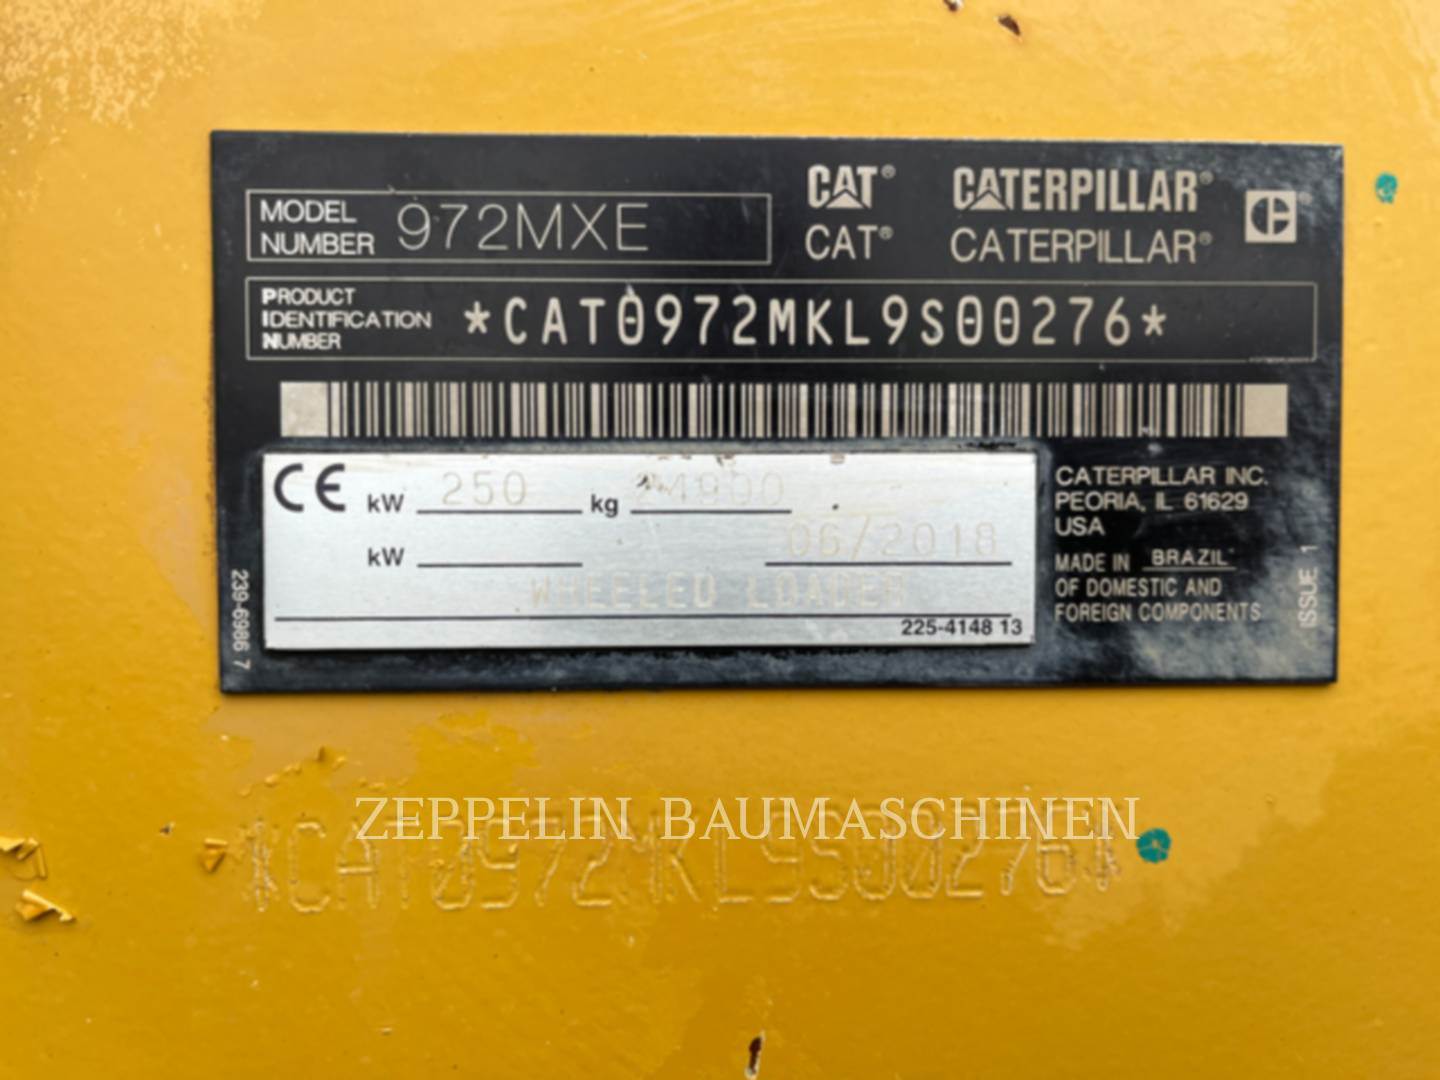 MODEL NUMBER 972MXE
CAT® CATERPILLAR®
CAT® CATERPILLAR®
PRODUCT IDENTIFICATION NUMBER *CAT0972MKL9S00276*
CE kW 250 kg 24900
kW 06/2018
WHEELED LOADER
225-4148 13
239-6986 7
CATERPILLAR INC.
PEORIA, IL 61629
USA
MADE IN BRAZIL
OF DOMESTIC AND
FOREIGN COMPONENTS
ISSUE 1
ZEPPELIN BAUMASCHINEN
*CAT0972MKL9S00276*